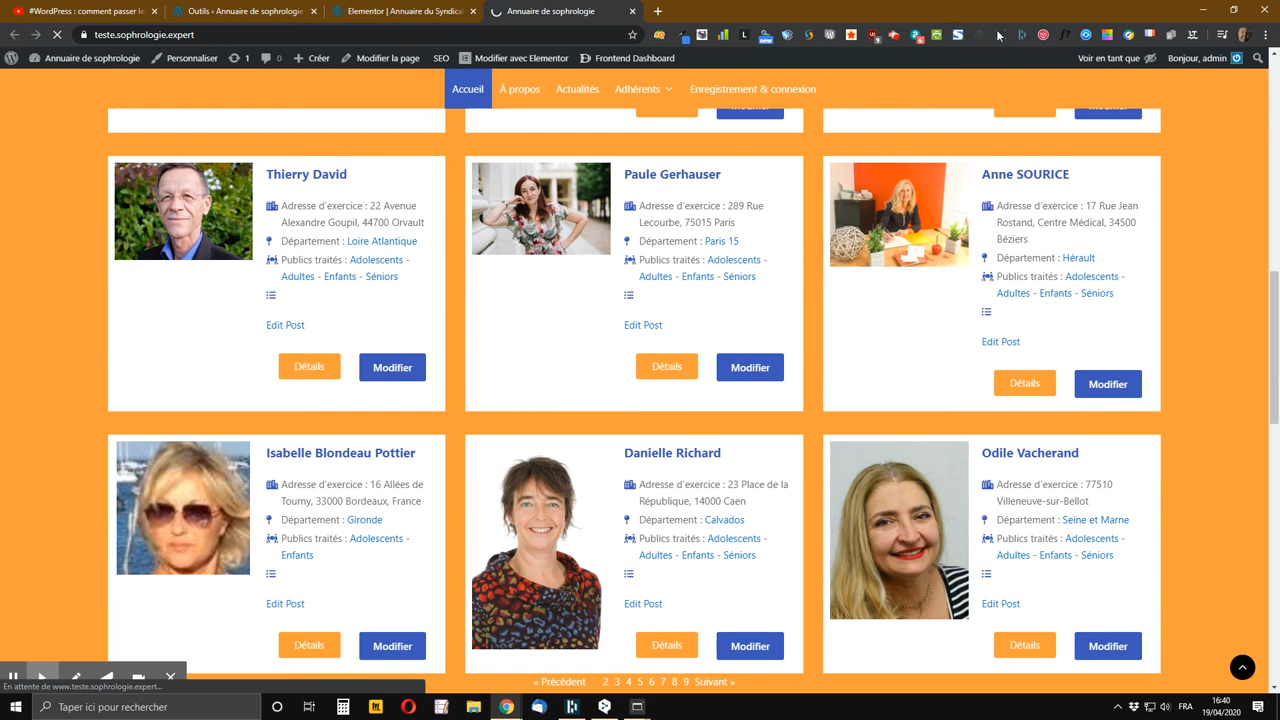 #WordPress : comment télécha
Outils ‹ Annuaire de sophrologie
Elementor | Annuaire de sophro
Annuaire de sophrologie -
testesophrologie.expert
Annuaire de sophrologie
Personnaliser
1
0
Créer
Modifier la page
SEO
Modifier avec Elementor
Frontend Dashboard
Voir en tant que
Bonjour, admin
Accueil
À propos
Actualités
Adhérents
Enregistrement & connexion
Thierry David
Adresse d'exercice : 22 Avenue
Alexandre Goupil, 44700 Orvault
Département : Loire Atlantique
Publics traités : Adolescents -
Adultes - Enfants - Séniors
Edit Post
Détails
Modifier
Paule Gerhauser
Adresse d'exercice : 289 Rue
Lecourbe, 75015 Paris
Département : Paris 15
Publics traités : Adolescents -
Adultes - Enfants - Séniors
Edit Post
Détails
Modifier
Anne SOURICE
Adresse d'exercice : 17 Rue Jean
Rostand, Centre Médical, 34500
Béziers
Département : Hérault
Publics traités : Adolescents -
Adultes - Enfants - Séniors
Edit Post
Détails
Modifier
Isabelle Blondeau Pottier
Adresse d'exercice : 16 Allées de
Tourny, 33000 Bordeaux, France
Département : Gironde
Publics traités : Adolescents -
Enfants
Edit Post
Détails
Modifier
Danielle Richard
Adresse d'exercice : 23 Place de la
République, 14000 Caen
Département : Calvados
Publics traités : Adolescents -
Adultes - Enfants - Séniors
Edit Post
Détails
Modifier
Odile Vacherand
Adresse d'exercice : 77510
Villeneuve-sur-Bellot
Département : Seine et Marne
Publics traités : Adolescents -
Adultes - Enfants - Séniors
Edit Post
Détails
Modifier
« Précédent 2 3 4 5 6 7 8 9 Suivant »
En attente de www.teste.sophrologie.expert...
Taper ici pour rechercher
FRA
16:40
19/04/2020